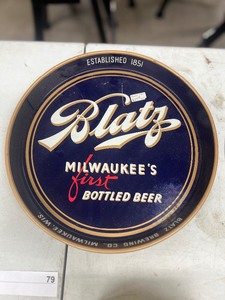 ESTABLISHED 1851
Blatz
MILWAUKEE'S
first
BOTTLED BEER
BLATZ BREWING CO. MILWAUKEE, WIS.
79